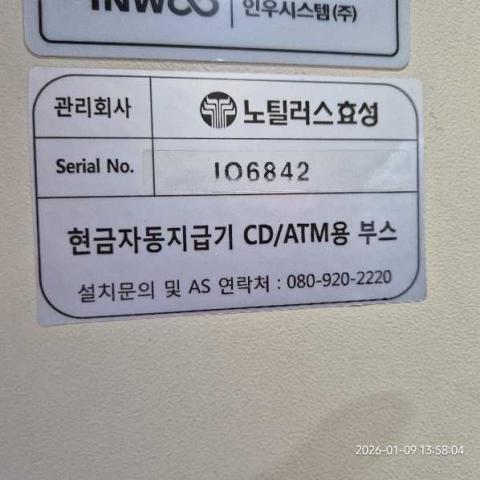 INWOO
인우시스템(주)
관리회사 노틸러스효성
Serial No. IO6842
현금자동지급기 CD/ATM용 부스
설치문의 및 AS 연락처 : 080-920-2220
2026-01-09 13:58:04